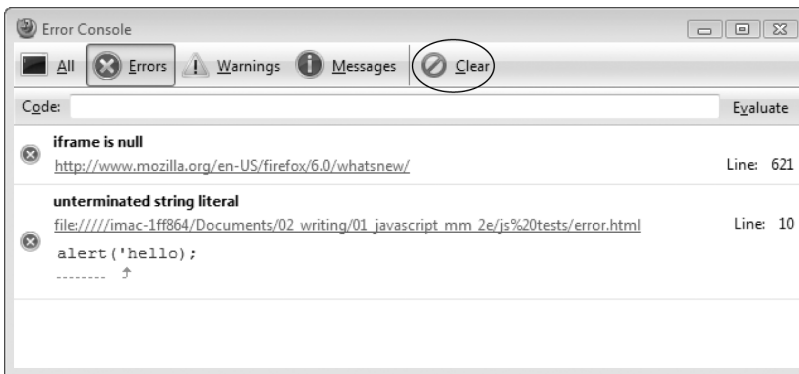 Error Console
All Errors Warnings Messages Clear
Code: Evaluate
iframe is null
http://www.mozilla.org/en-US/firefox/6.0/whatsnew/ Line: 621
unterminated string literal
file://///imac-1ff864/Documents/02_writing/01_javascript_mm_2e/js%20tests/error.html Line: 10
alert('hello);